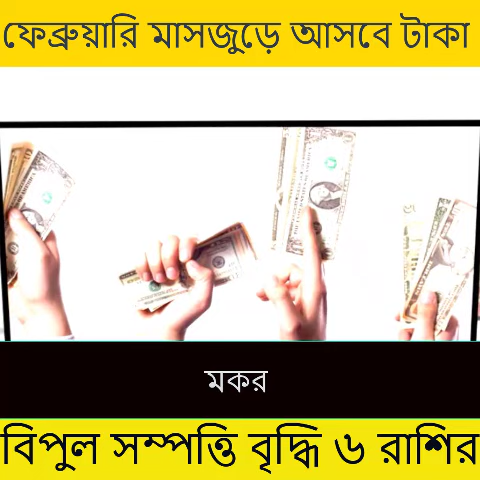 ফেব্রুয়ারি মাসজুড়ে আসবে টাকা
মকর
বিপুল সম্পত্তি বৃদ্ধি ৬ রাশির